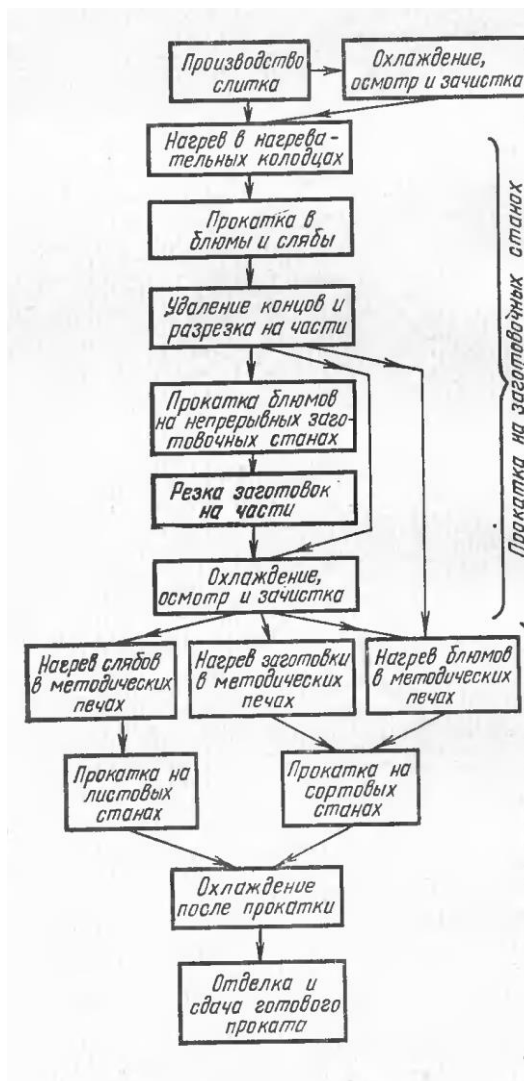 Производство
слитка
Охлаждение,
осмотр и зачистка
Нагрев в нагрева-
тельных колодцах
Прокатка в
блюмы и слябы
Удаление концов и
разрезка на части
Прокатка блюмов
на непрерывных заго-
товочных станах
Резка заготовок
на части
Охлаждение,
осмотр и зачистка
Прокатка на заготовочных станах
Нагрев слябов
в методических
печах
Нагрев заготовки
в методических
печах
Нагрев блюмов
в методических
печах
Прокатка на
листовых
станах
Прокатка на
сортовых
станах
Охлаждение
после прокатки
Отделка и
сдача готового
проката